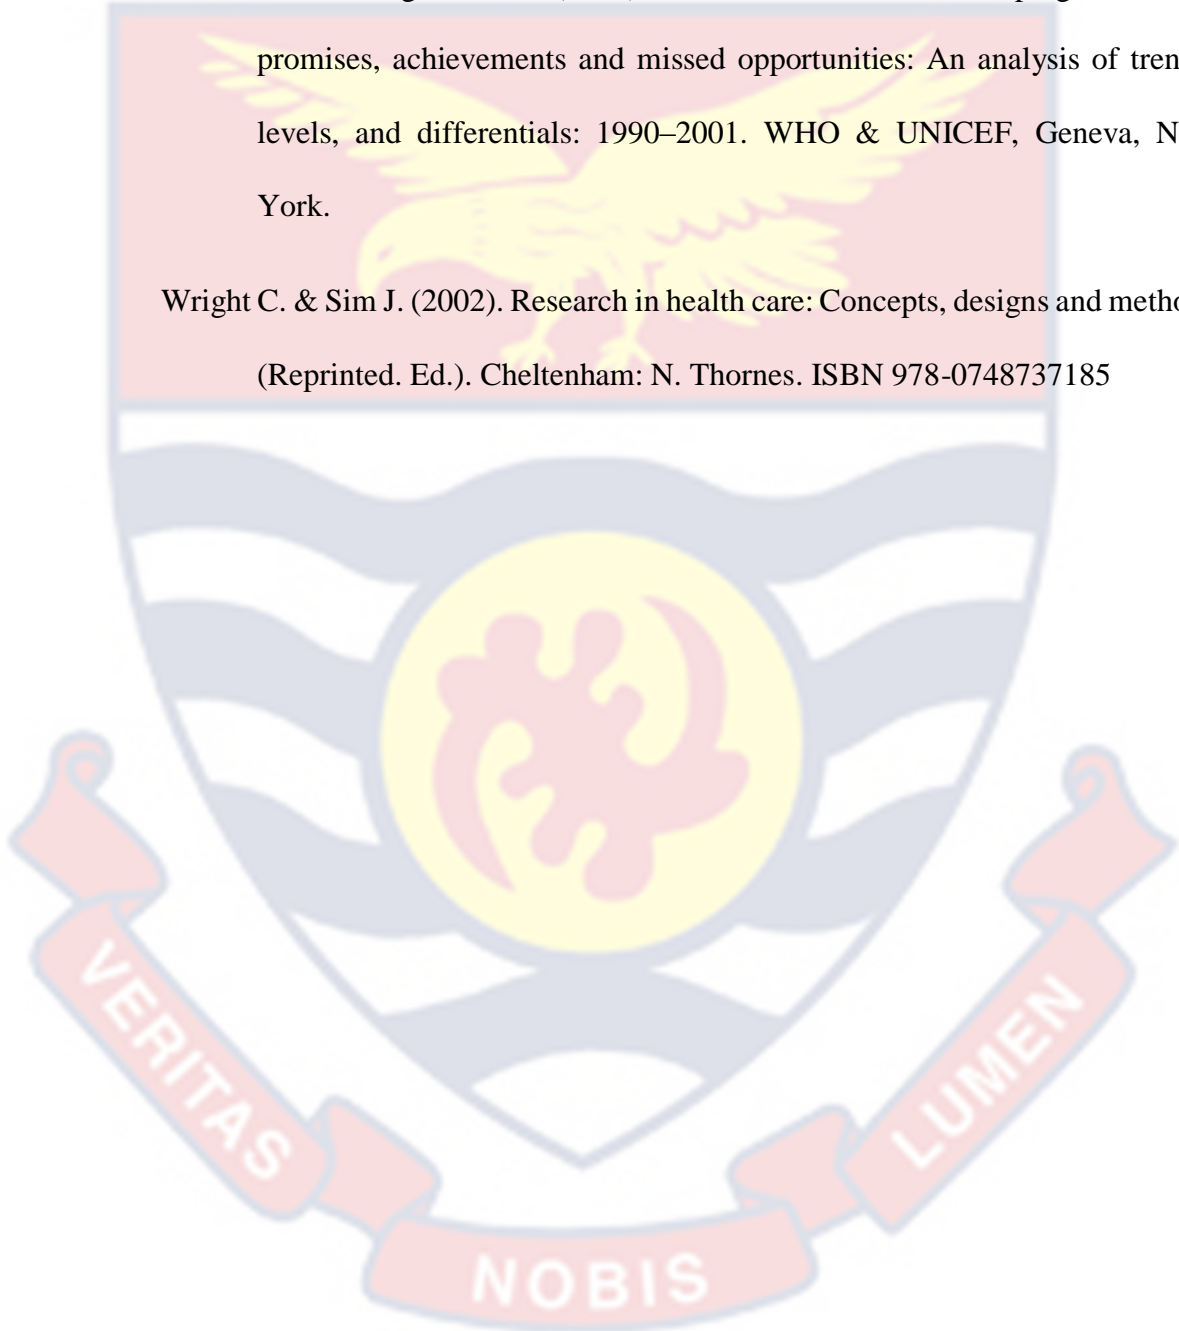 promises, achievements and missed opportunities: An analysis of tren
levels, and differentials: 1990–2001. WHO & UNICEF, Geneva, N
York.
Wright C. & Sim J. (2002). Research in health care: Concepts, designs and metho
(Reprinted. Ed.). Cheltenham: N. Thornes. ISBN 978-0748737185
VERITAS
NOBIS
LUMEN